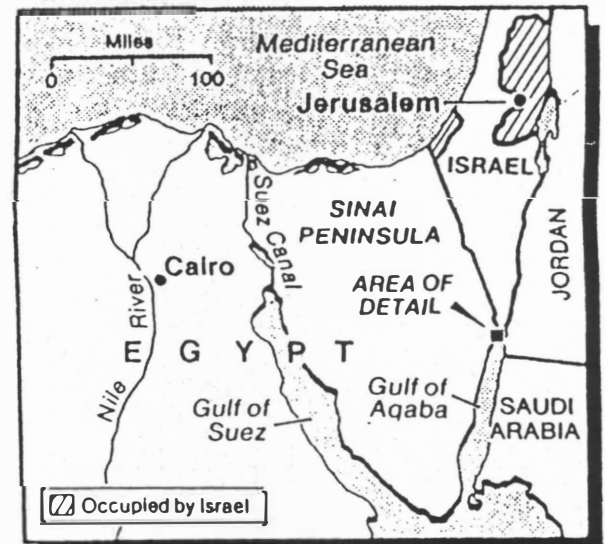 Miles
0 100
Mediterranean
Sea
Jerusalem
ISRAEL
Suez Canal
SINAI
PENINSULA
JORDAN
Cairo
AREA OF
DETAIL
Nile River
E G Y P T
Gulf of
Suez
Gulf of
Aqaba
SAUDI
ARABIA
Occupied by Israel